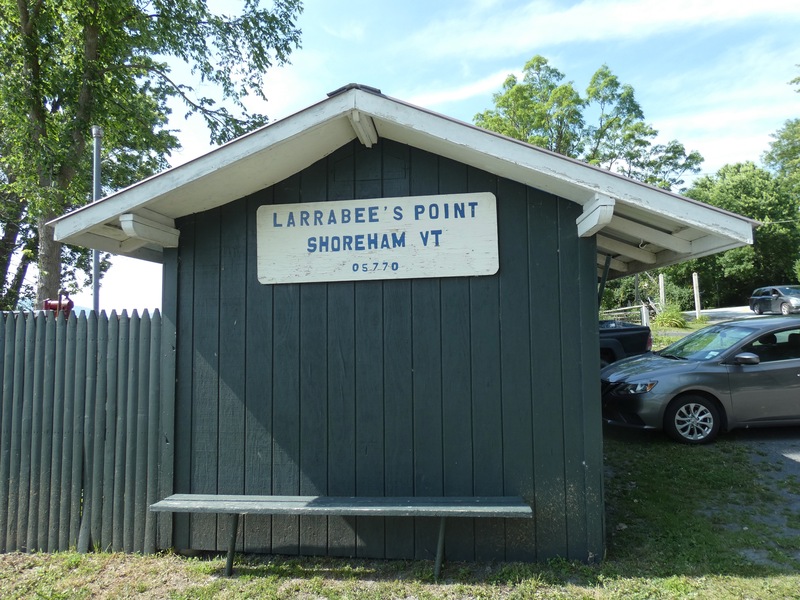 LARRABEE'S POINT
SHOREHAM VT
05770